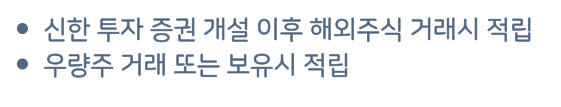 • 신한 투자 증권 개설 이후 해외주식 거래시 적립
• 우량주 거래 또는 보유시 적립